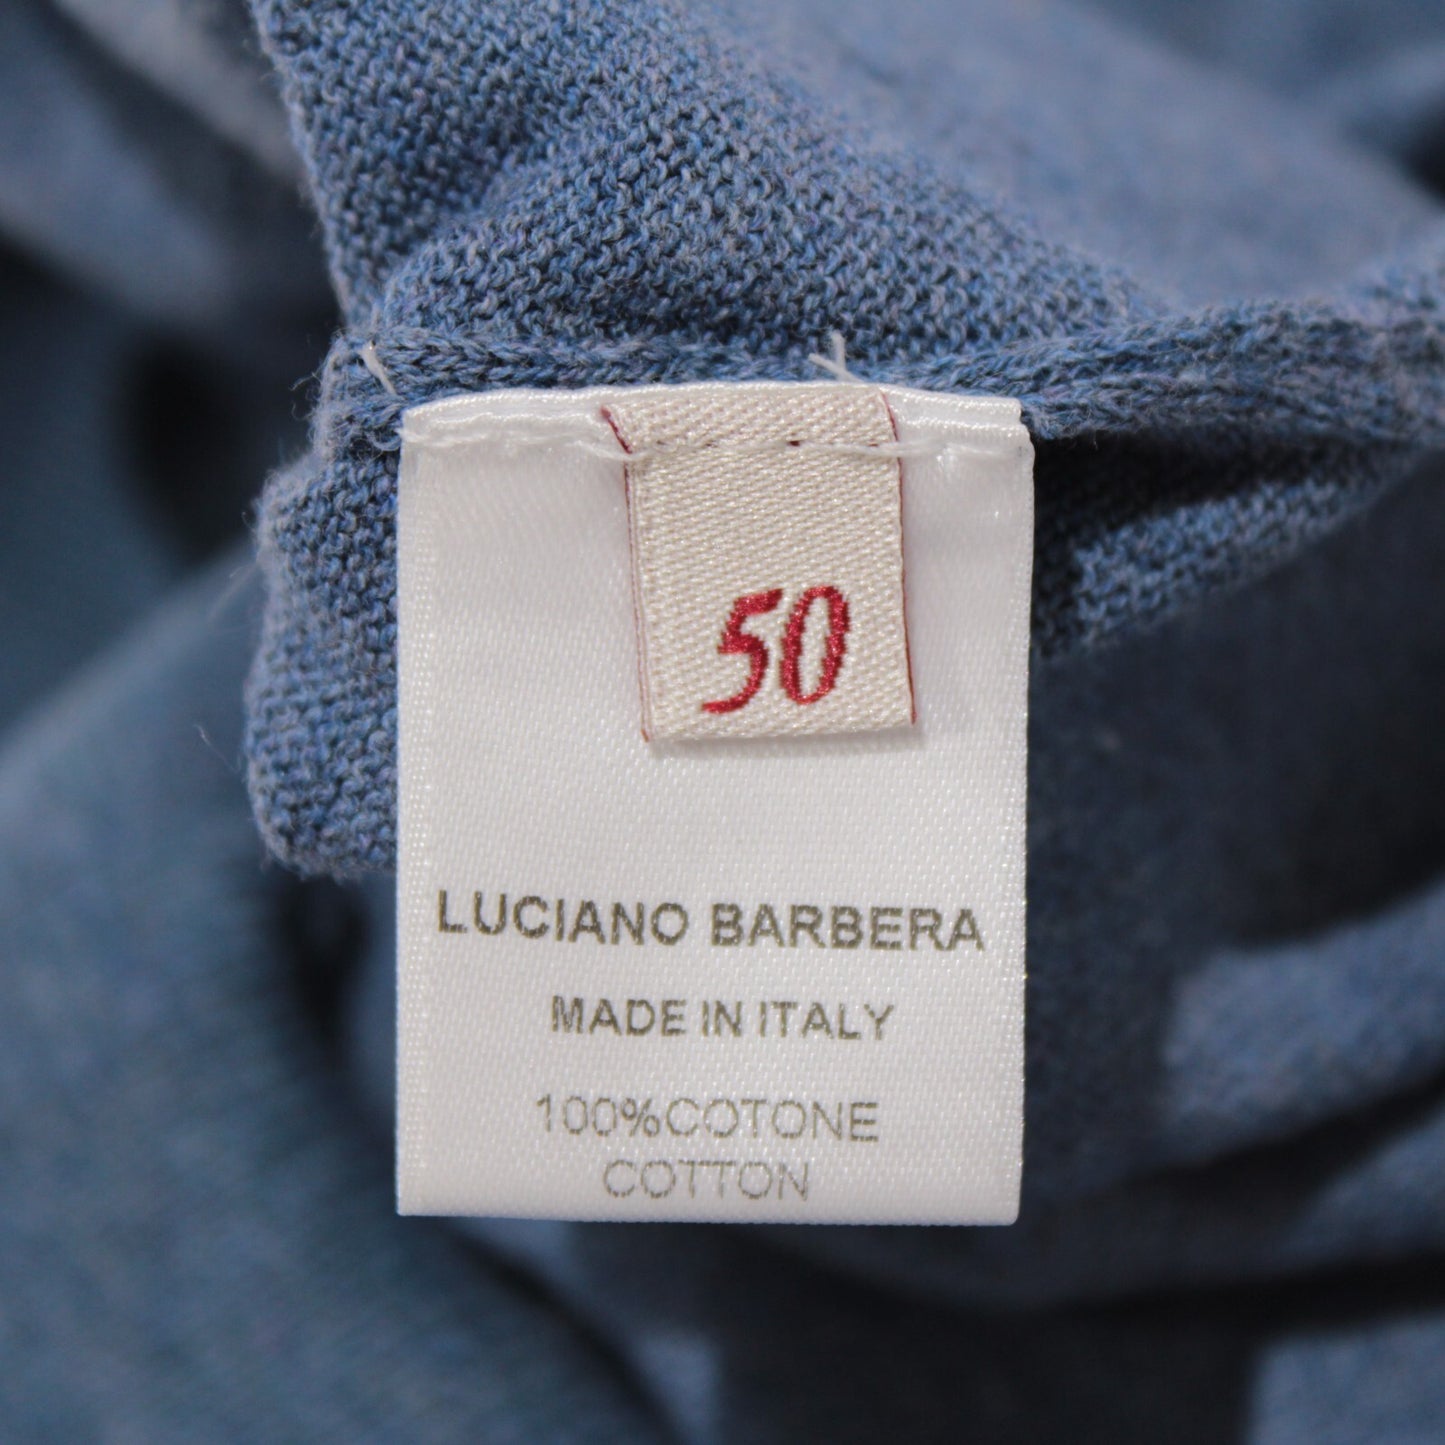 50
LUCIANO BARBERA
MADE IN ITALY
100%COTONE
COTTON